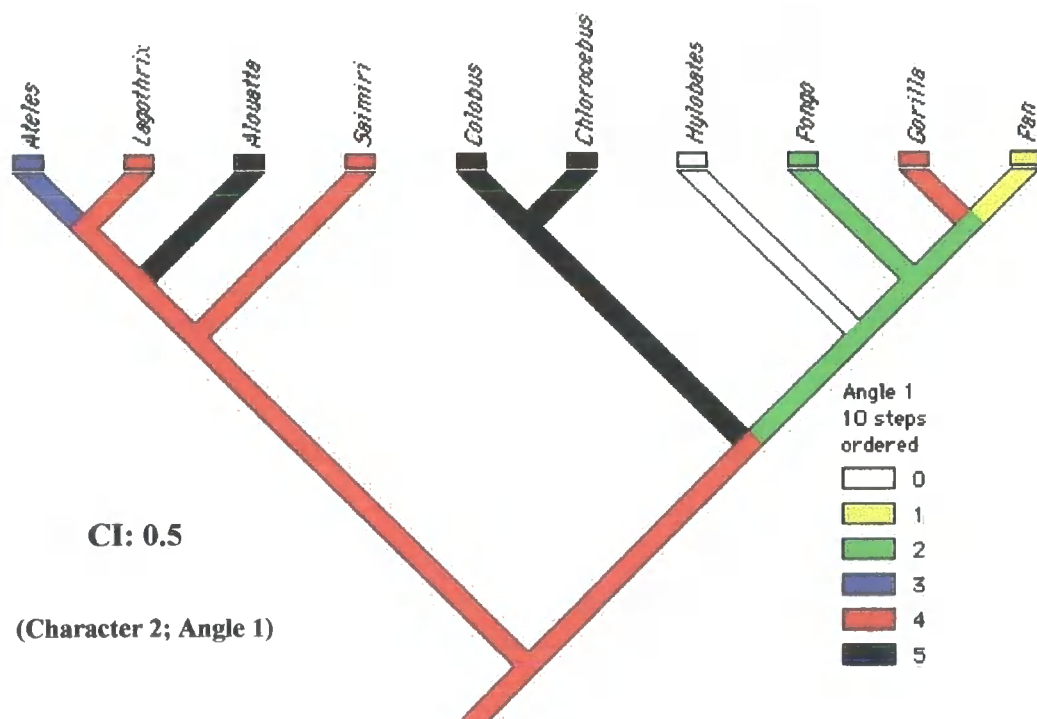 Ateles
Lagothrix
Alouatta
Saimiri
Colobus
Chlorocebus
Hylobates
Pongo
Gorilla
Pan
Angle 1
10 steps
ordered
0
1
2
3
4
5
CI: 0.5
(Character 2; Angle 1)